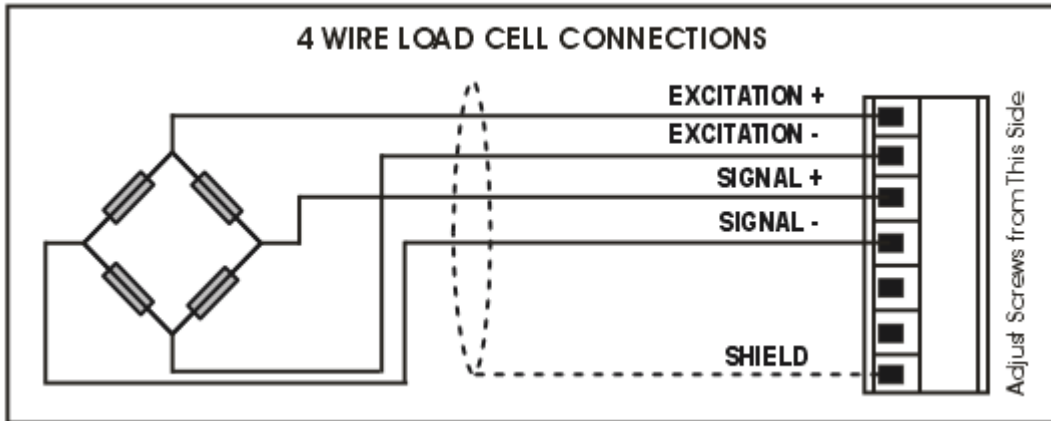 4 WIRE LOAD CELL CONNECTIONS
EXCITATION +
EXCITATION -
SIGNAL +
SIGNAL -
SHIELD
Adjust Screws from This Side